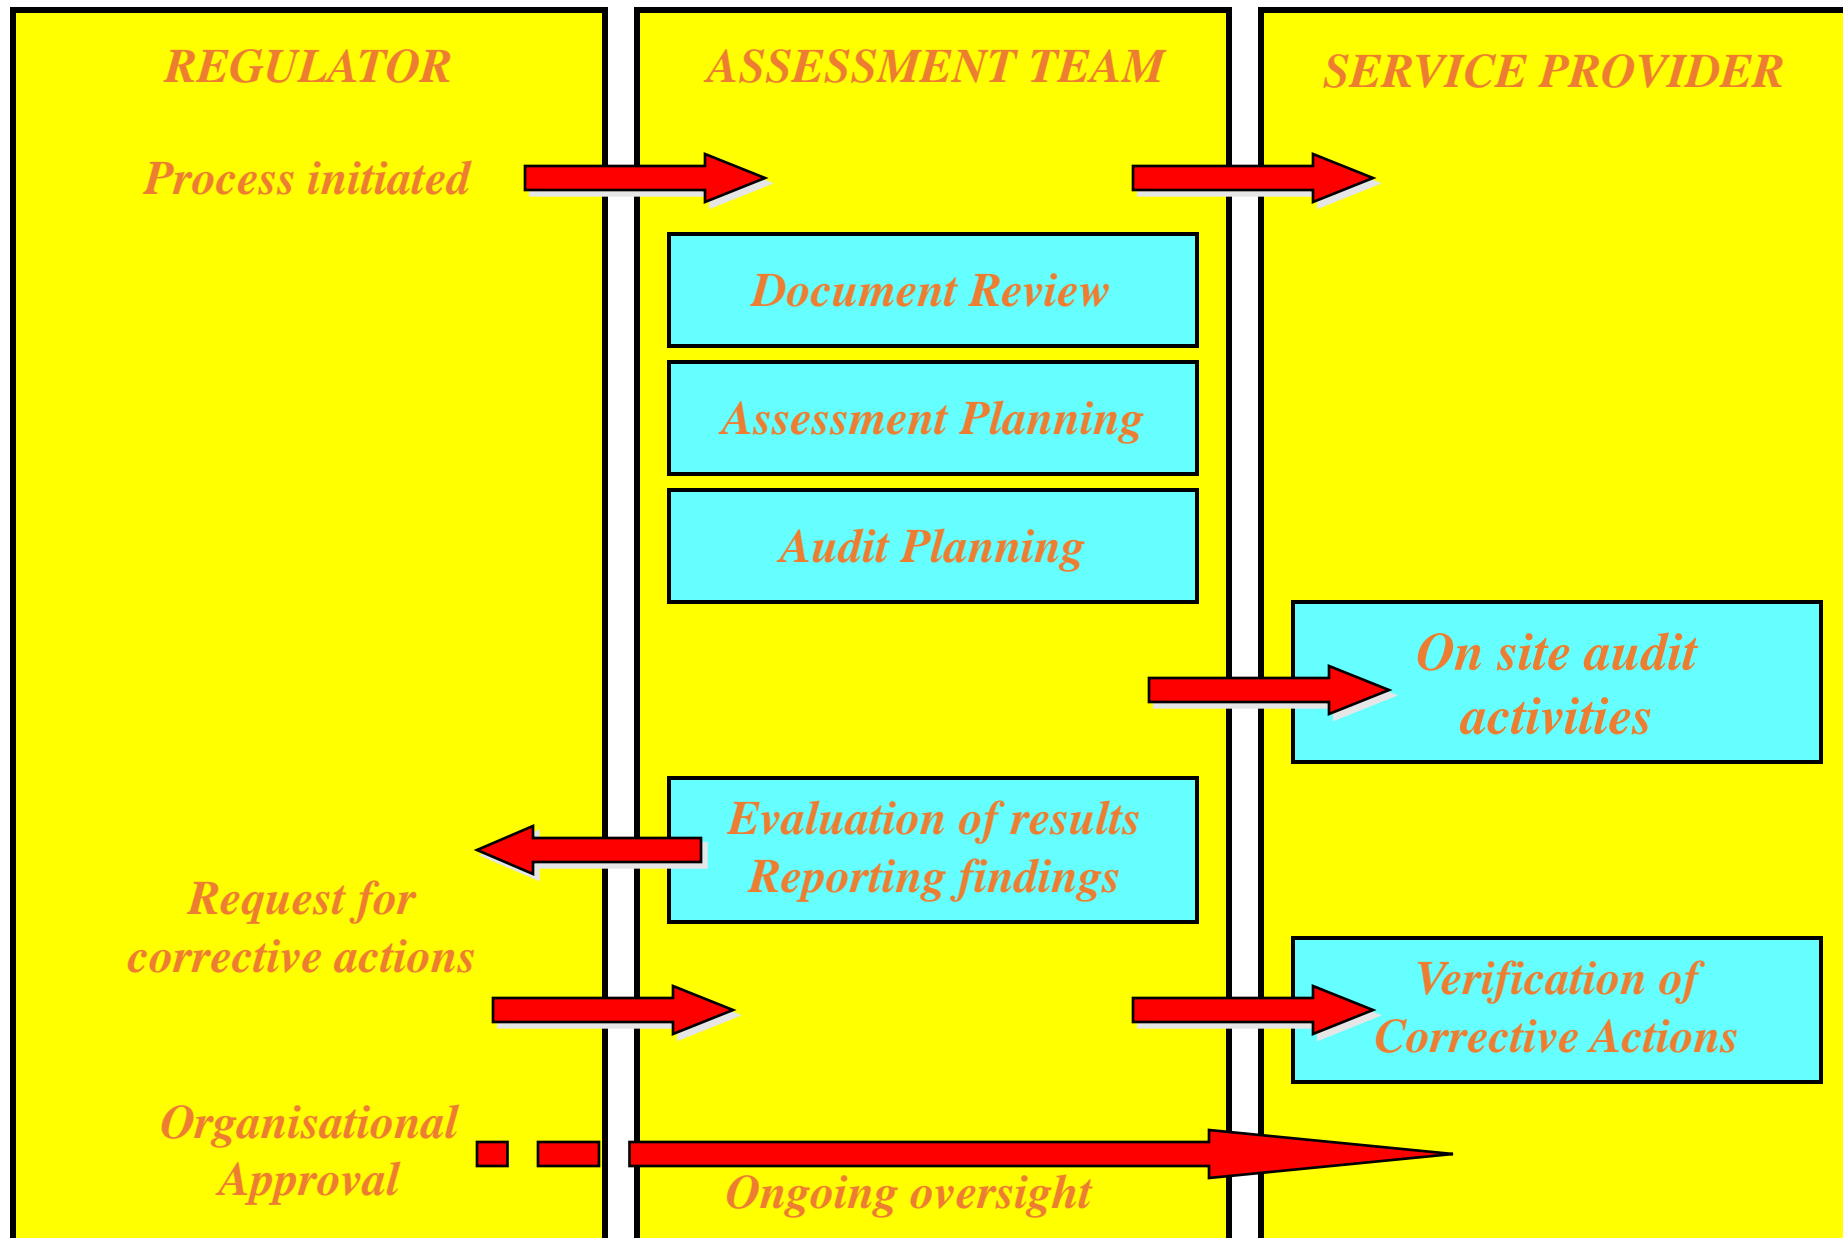 REGULATOR
ASSESSMENT TEAM
SERVICE PROVIDER
Process initiated
Document Review
Assessment Planning
Audit Planning
On site audit
activities
Evaluation of results
Reporting findings
Request for
corrective actions
Verification of
Corrective Actions
Organisational
Approval
Ongoing oversight